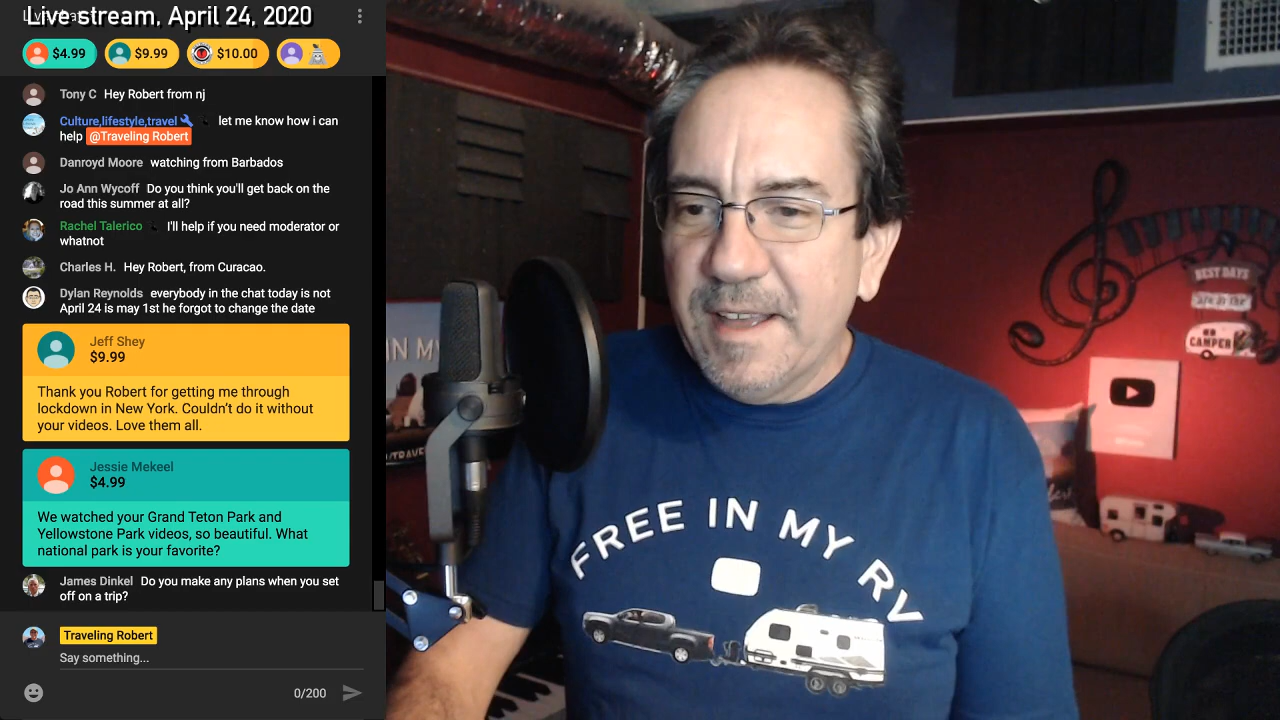 Live stream, April 24, 2020
$4.99
$9.99
$10.00
Tony C Hey Robert from nj
Culture,lifestyle,travel let me know how i can
help @Traveling Robert
Danroyd Moore watching from Barbados
Jo Ann Wycoff Do you think you'll get back on the
road this summer at all?
Rachel Talerico I'll help if you need moderator or
whatnot
Charles H. Hey Robert, from Curacao.
Dylan Reynolds everybody in the chat today is not
April 24 is may 1st he forgot to change the date
Jeff Shey
$9.99
Thank you Robert for getting me through
lockdown in New York. Couldn't do it without
your videos. Love them all.
Jessie Mekeel
$4.99
We watched your Grand Teton Park and
Yellowstone Park videos, so beautiful. What
national park is your favorite?
James Dinkel Do you make any plans when you set
off on a trip?
Traveling Robert
Say something...
0/200
IN MY
FREE IN MY RV
BEST DAYS
CAMPER